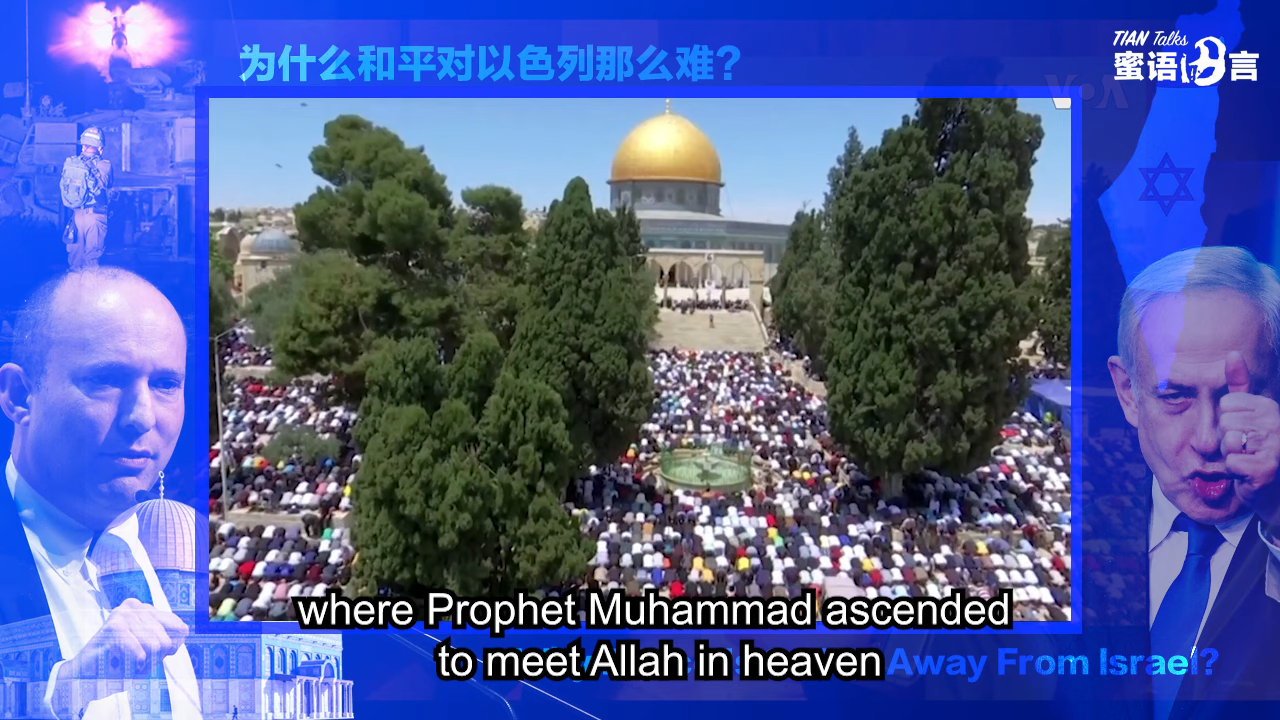 为什么和平对以色列那么难？
TIAN Talks
蜜语 言
VOA
where Prophet Muhammad ascended
to meet Allah in heaven
Away From Israel?